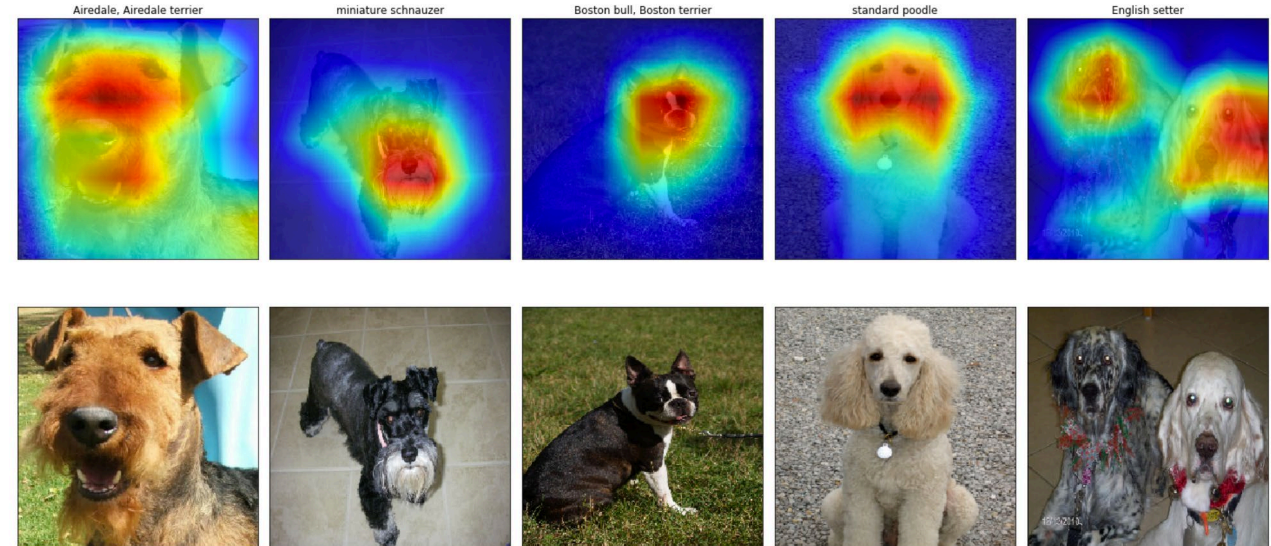 Airedale, Airedale terrier
miniature schnauzer
Boston bull, Boston terrier
standard poodle
English setter